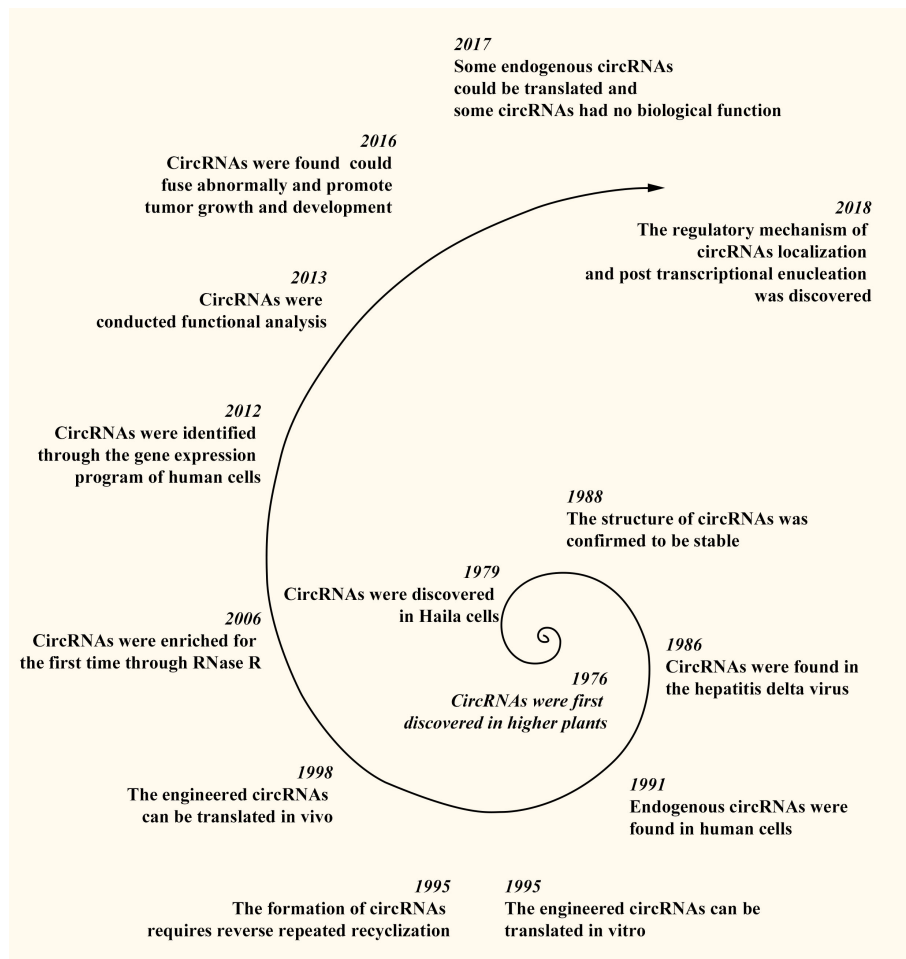 2017
Some endogenous circRNAs
could be translated and
some circRNAs had no biological function
2016
CircRNAs were found could
fuse abnormally and promote
tumor growth and development
2018
The regulatory mechanism of
circRNAs localization
and post transcriptional enucleation
was discovered
2013
CircRNAs were
conducted functional analysis
2012
CircRNAs were identified
through the gene expression
program of human cells
1988
The structure of circRNAs was
confirmed to be stable
1979
CircRNAs were discovered
in Haila cells
2006
CircRNAs were enriched for
the first time through RNase R
1986
CircRNAs were found in
the hepatitis delta virus
1976
CircRNAs were first
discovered in higher plants
1998
The engineered circRNAs
can be translated in vivo
1991
Endogenous circRNAs were
found in human cells
1995
The formation of circRNAs
requires reverse repeated recyclization
1995
The engineered circRNAs can be
translated in vitro